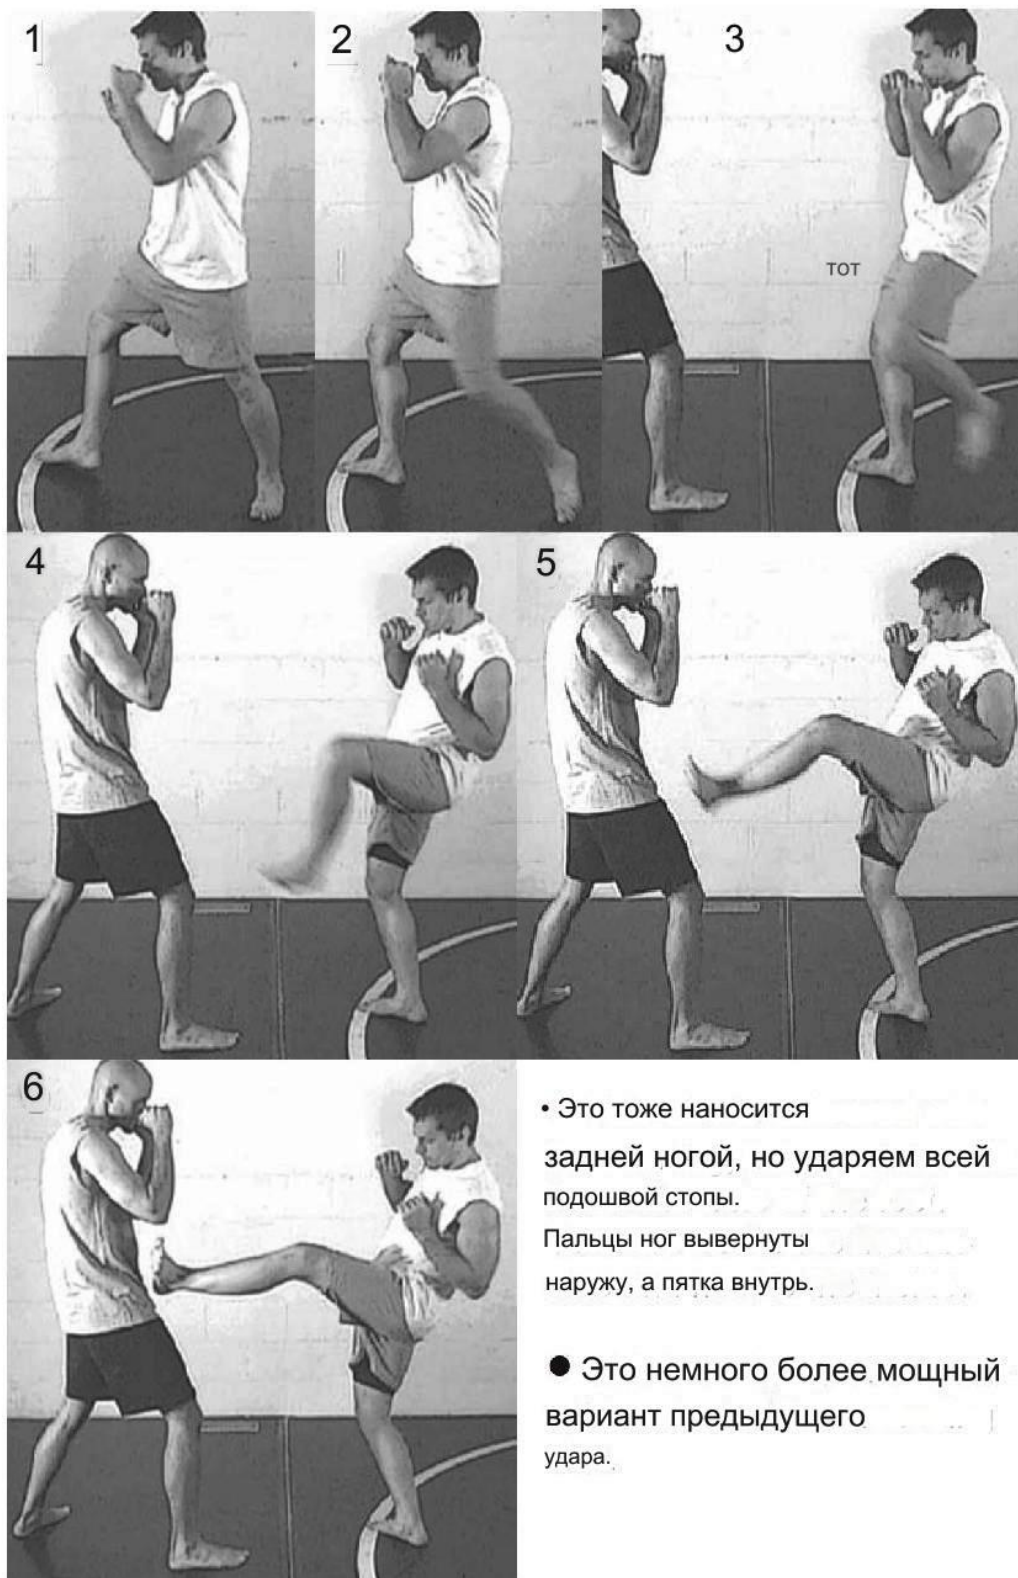 1
2
3
тот
4
5
6
• Это тоже наносится
задней ногой, но ударяем всей
подошвой стопы.
Пальцы ног вывернуты
наружу, а пятка внутрь.
● Это немного более мощный
вариант предыдущего
удара.